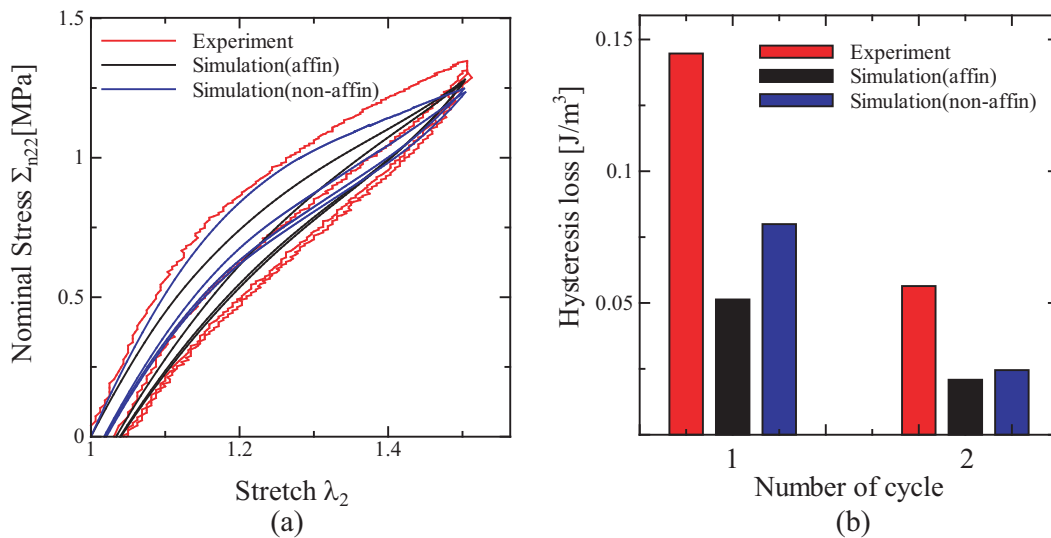 1.5
1
0.5
0
1
1.2
1.4
Nominal Stress Σn22[MPa]
Stretch λ2
Experiment
Simulation(affin)
Simulation(non-affin)
(a)
0.15
0.1
0.05
0
1
2
Hysteresis loss [J/m³]
Number of cycle
Experiment
Simulation(affin)
Simulation(non-affin)
(b)